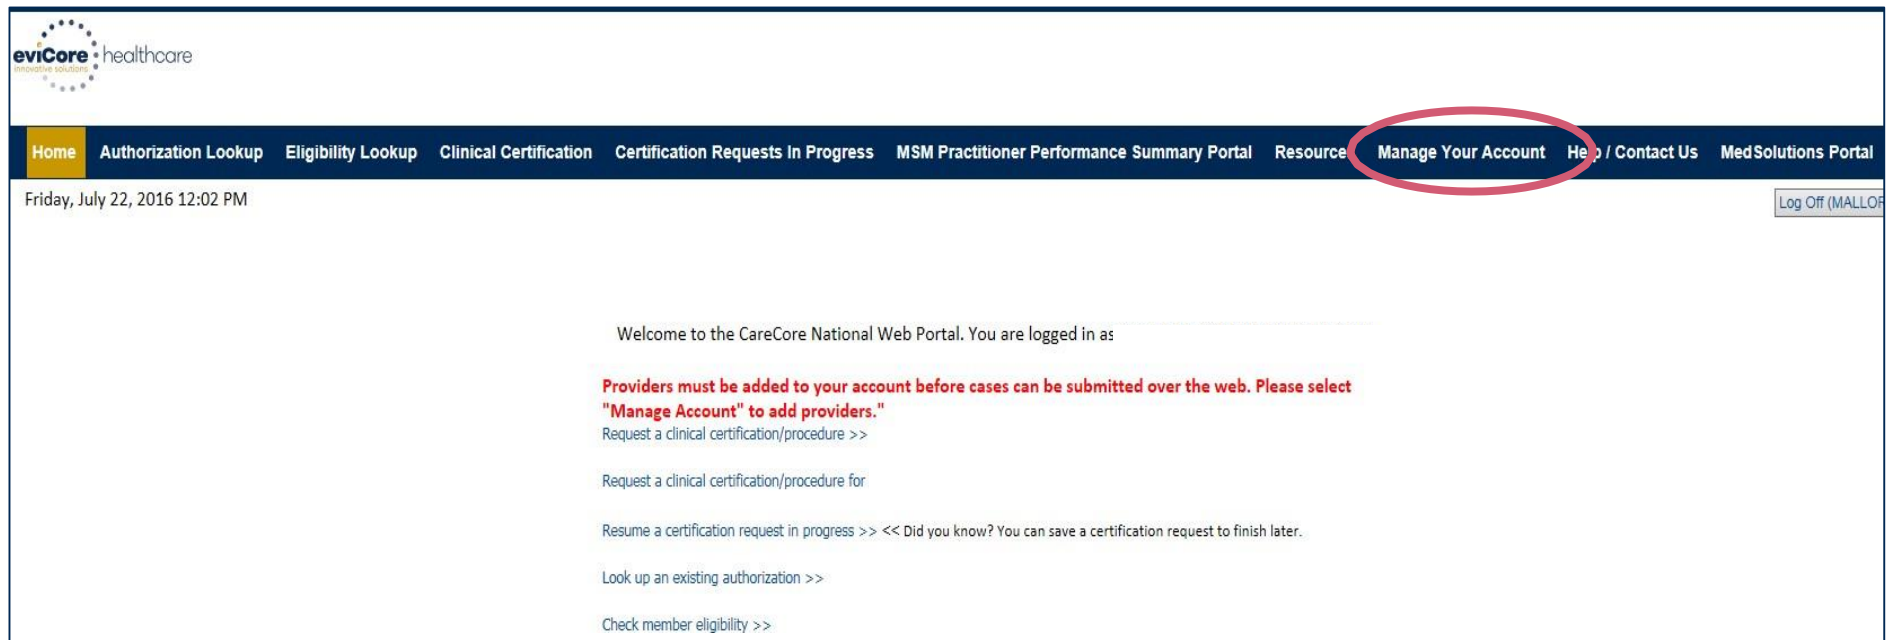 eviCore healthcare
innovative solutions
Home Authorization Lookup Eligibility Lookup Clinical Certification Certification Requests In Progress MSM Practitioner Performance Summary Portal Resource Manage Your Account Help / Contact Us MedSolutions Portal
Friday, July 22, 2016 12:02 PM
Log Off (MALLOR
Welcome to the CareCore National Web Portal. You are logged in as
Providers must be added to your account before cases can be submitted over the web. Please select
"Manage Account" to add providers."
Request a clinical certification/procedure >>
Request a clinical certification/procedure for
Resume a certification request in progress >> << Did you know? You can save a certification request to finish later.
Look up an existing authorization >>
Check member eligibility >>